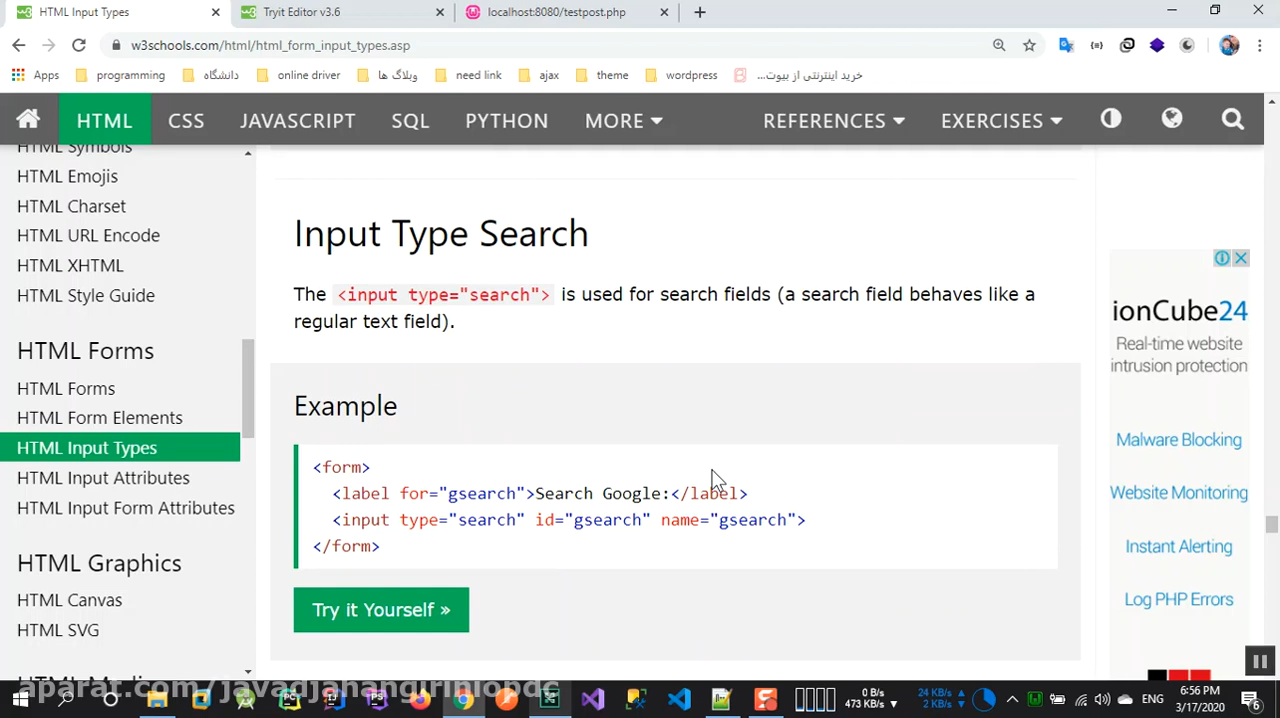 HTML Input Types
Tryit Editor v3.6
localhost:8080/testpost.php
w3schools.com/html/html_form_input_types.asp
Apps
programming
دانشگاه
online driver
وبلاگ ها
need link
ajax
theme
wordpress
خرید اینترنتی از بیوت...
HTML
CSS
JAVASCRIPT
SQL
PYTHON
MORE
REFERENCES
EXERCISES
HTML Symbols
HTML Emojis
HTML Charset
HTML URL Encode
HTML XHTML
HTML Style Guide
HTML Forms
HTML Forms
HTML Form Elements
HTML Input Types
HTML Input Attributes
HTML Input Form Attributes
HTML Graphics
HTML Canvas
HTML SVG
Input Type Search
The <input type="search"> is used for search fields (a search field behaves like a
regular text field).
Example
<form>
<label for="gsearch">Search Google:</label>
<input type="search" id="gsearch" name="gsearch">
</form>
Try it Yourself »
ionCube24
Real-time website
intrusion protection
Malware Blocking
Website Monitoring
Instant Alerting
Log PHP Errors
0 B/s
473 KB/s
24 KB/s
2 KB/s
ENG
6:56 PM
3/17/2020
6